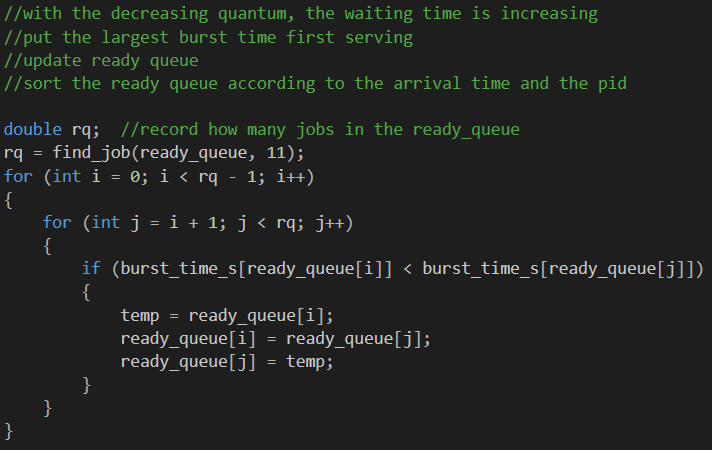 //with the decreasing quantum, the waiting time is increasing
//put the largest burst time first serving
//update ready queue
//sort the ready queue according to the arrival time and the pid

double rq;  //record how many jobs in the ready_queue
rq = find_job(ready_queue, 11);
for (int i = 0; i < rq - 1; i++)
{
    for (int j = i + 1; j < rq; j++)
    {
        if (burst_time_s[ready_queue[i]] < burst_time_s[ready_queue[j]])
        {
            temp = ready_queue[i];
            ready_queue[i] = ready_queue[j];
            ready_queue[j] = temp;
        }
    }
}